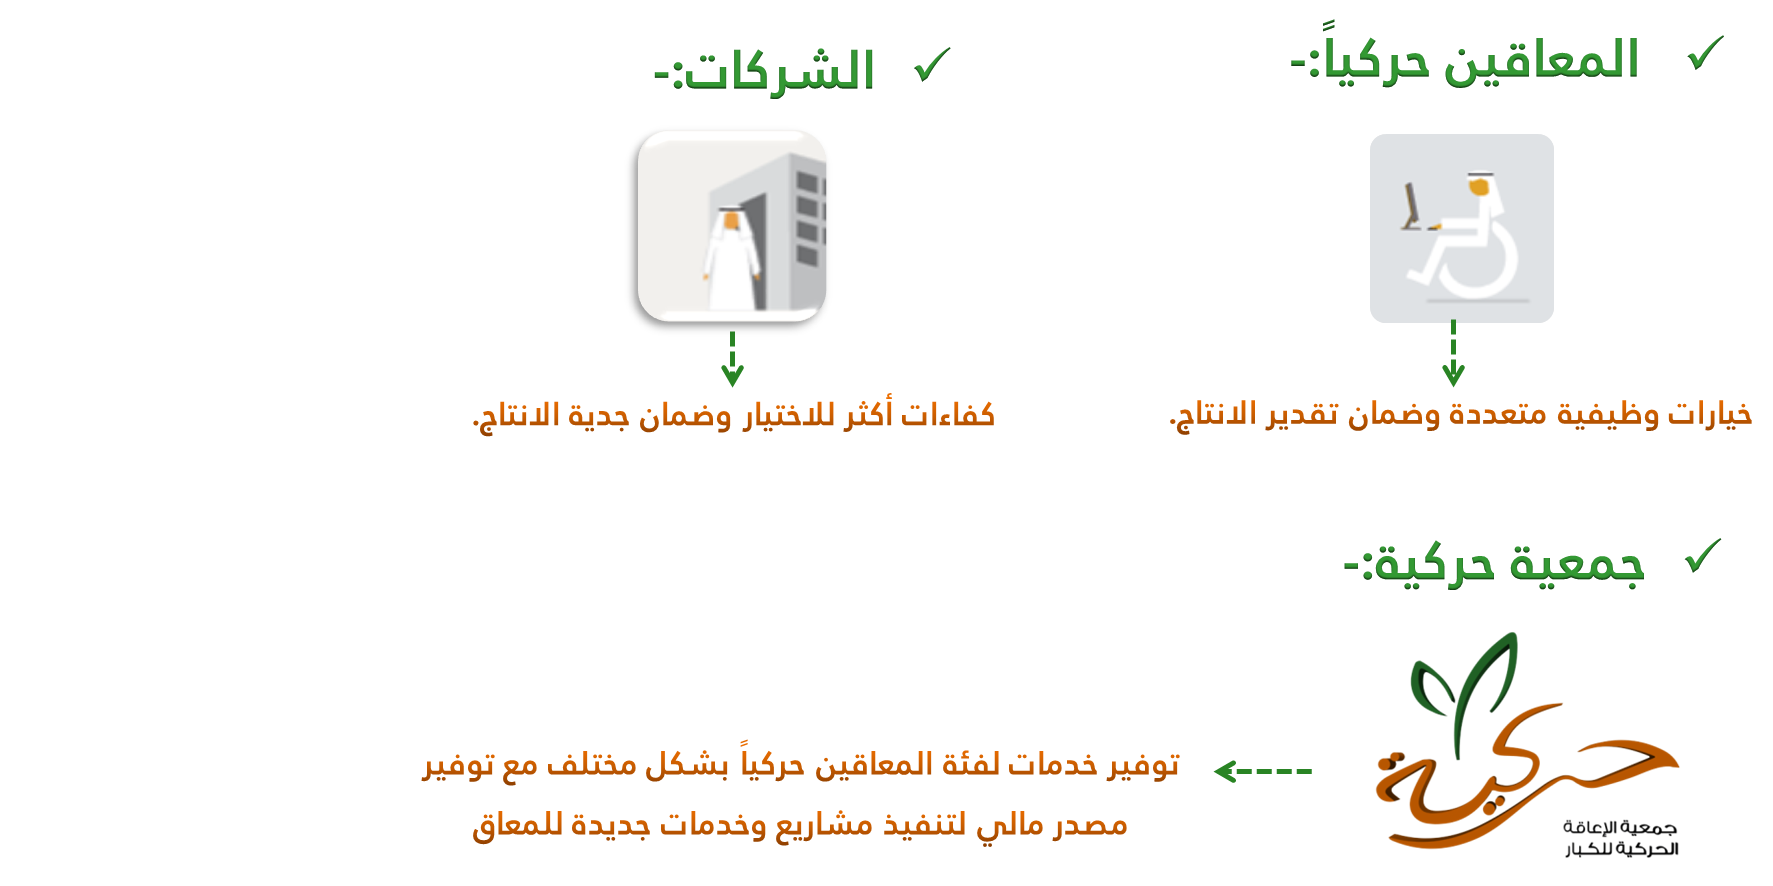 المعاقين حركياً:-
خيارات وظيفية متعددة وضمان تقدير الانتاج.
الشركات:-
كفاءات أكثر للاختيار وضمان جدية الانتاج.
جمعية حركية:-
حركية
جمعية الإعاقة
الحركية للكبار
توفير خدمات لفئة المعاقين حركياً بشكل مختلف مع توفير
مصدر مالي لتنفيذ مشاريع وخدمات جديدة للمعاق